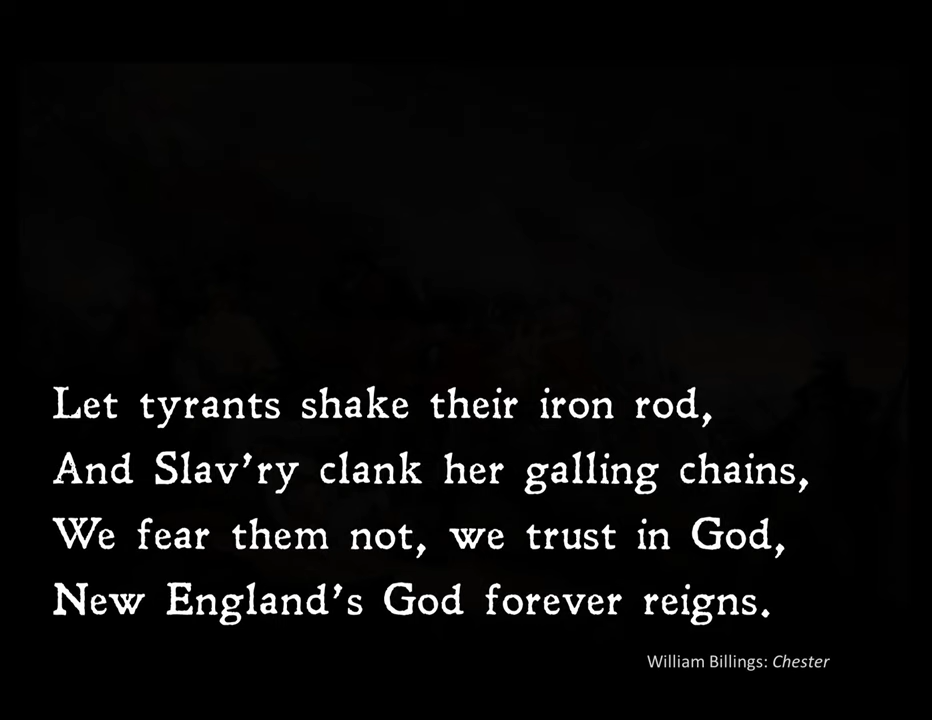 Let tyrants shake their iron rod,
And Slav’ry clank her galling chains,
We fear them not, we trust in God,
New England’s God forever reigns.
William Billings: Chester